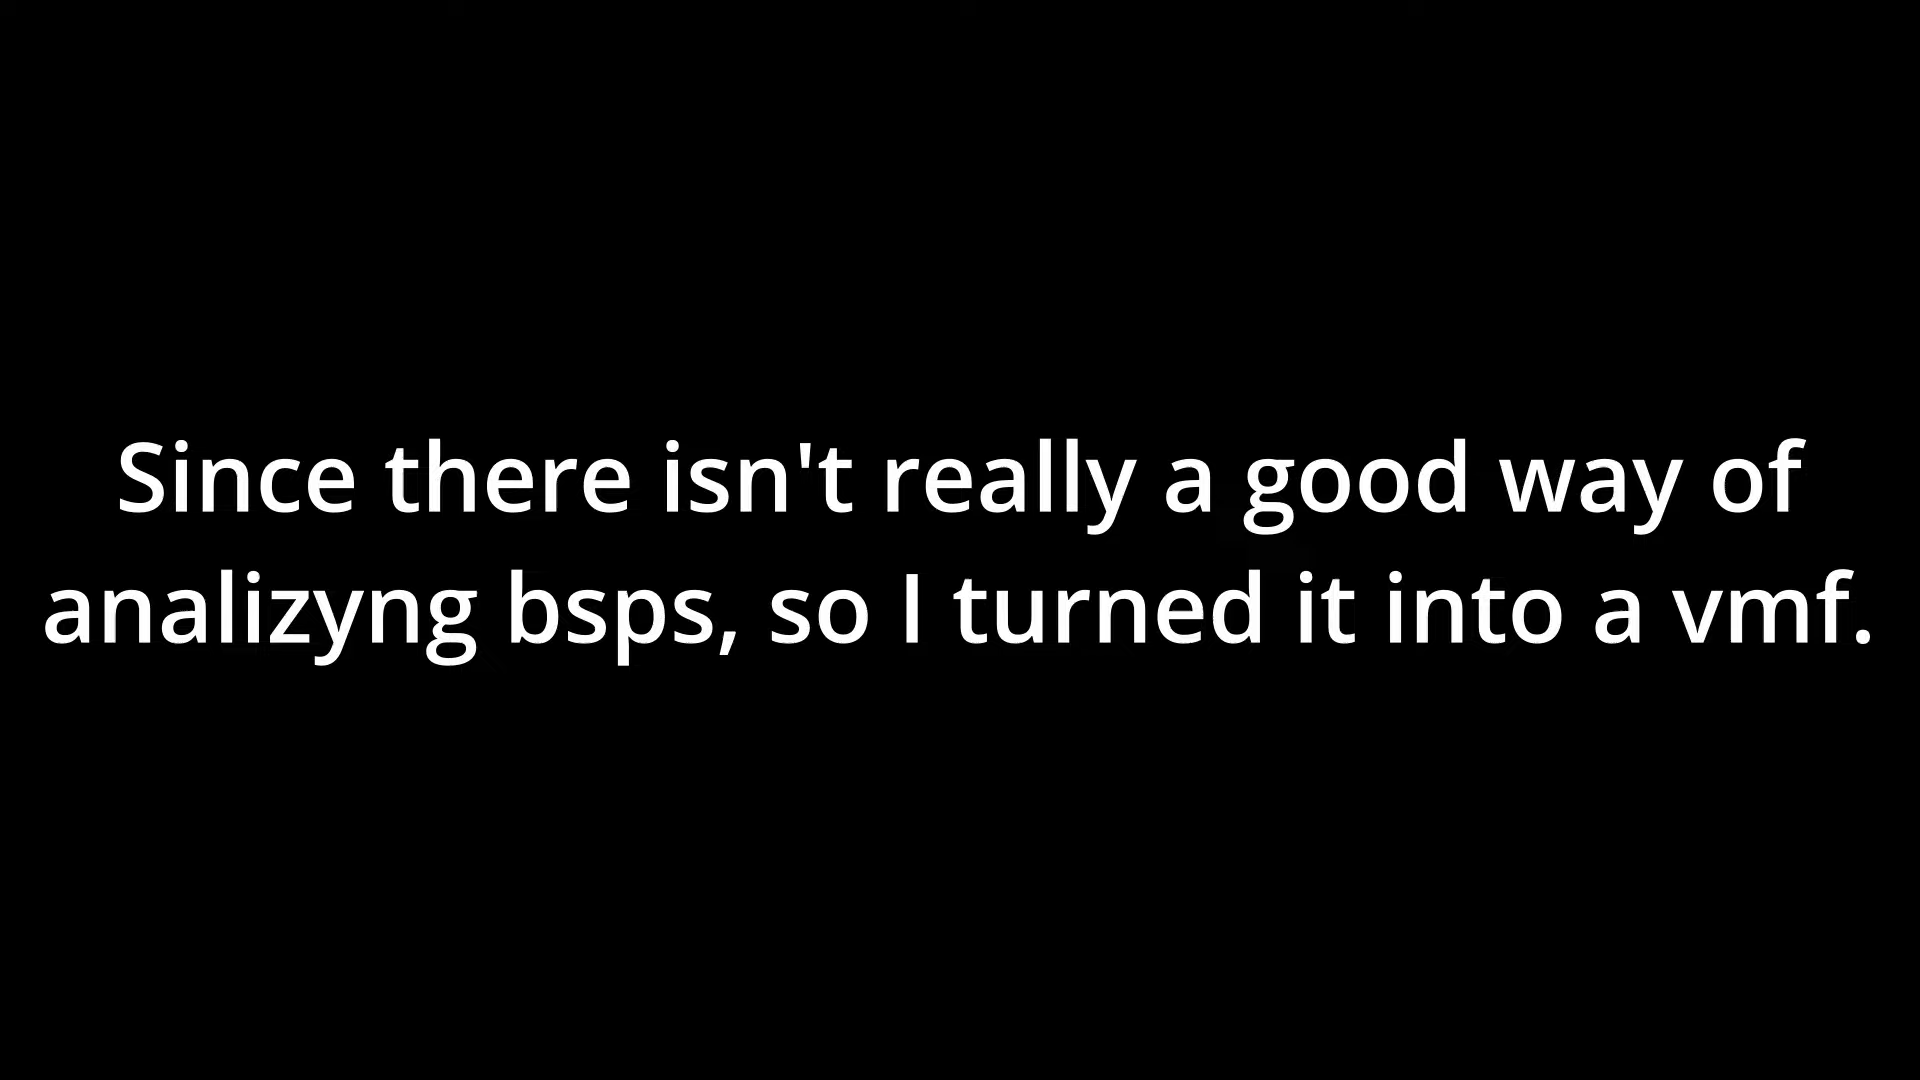 Since there isn't really a good way of
analizyng bsps, so I turned it into a vmf.